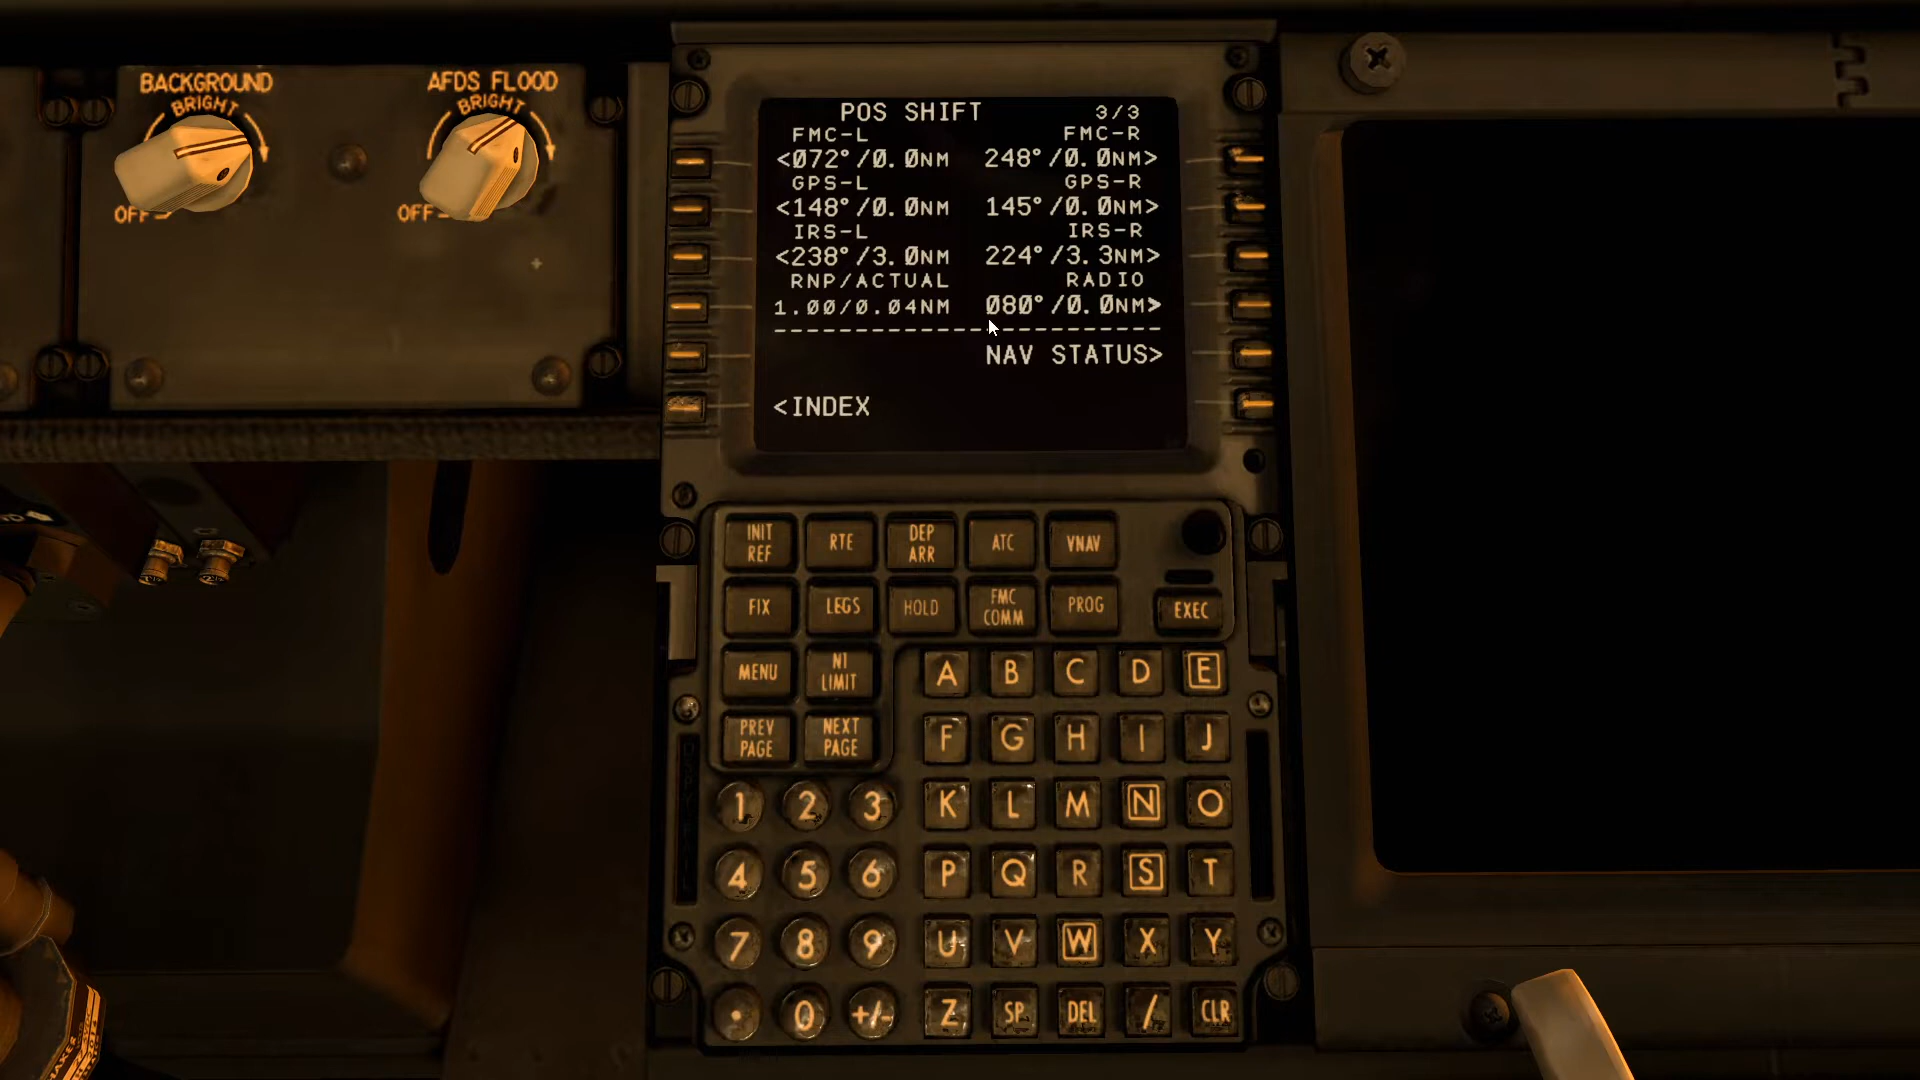 BACKGROUND
BRIGHT
OFF
AFDS FLOOD
BRIGHT
OFF
POS SHIFT 3/3
FMC-L FMC-R
<072°/0.0NM 248°/0.0NM>
GPS-L GPS-R
<148°/0.0NM 145°/0.0NM>
IRS-L IRS-R
<238°/3.0NM 224°/3.3NM>
RNP/ACTUAL RADIO
1.00/0.04NM 080°/0.0NM>
------------------------
NAV STATUS>
<INDEX
INIT REF
RTE
DEP ARR
ATC
VNAV
FIX
LEGS
HOLD
FMC COMM
PROG
EXEC
MENU
N1 LIMIT
PREV PAGE
NEXT PAGE
A B C D E
F G H I J
K L M N O
P Q R S T
U V W X Y
Z SP DEL / CLR
1 2 3
4 5 6
7 8 9
. 0 +/-